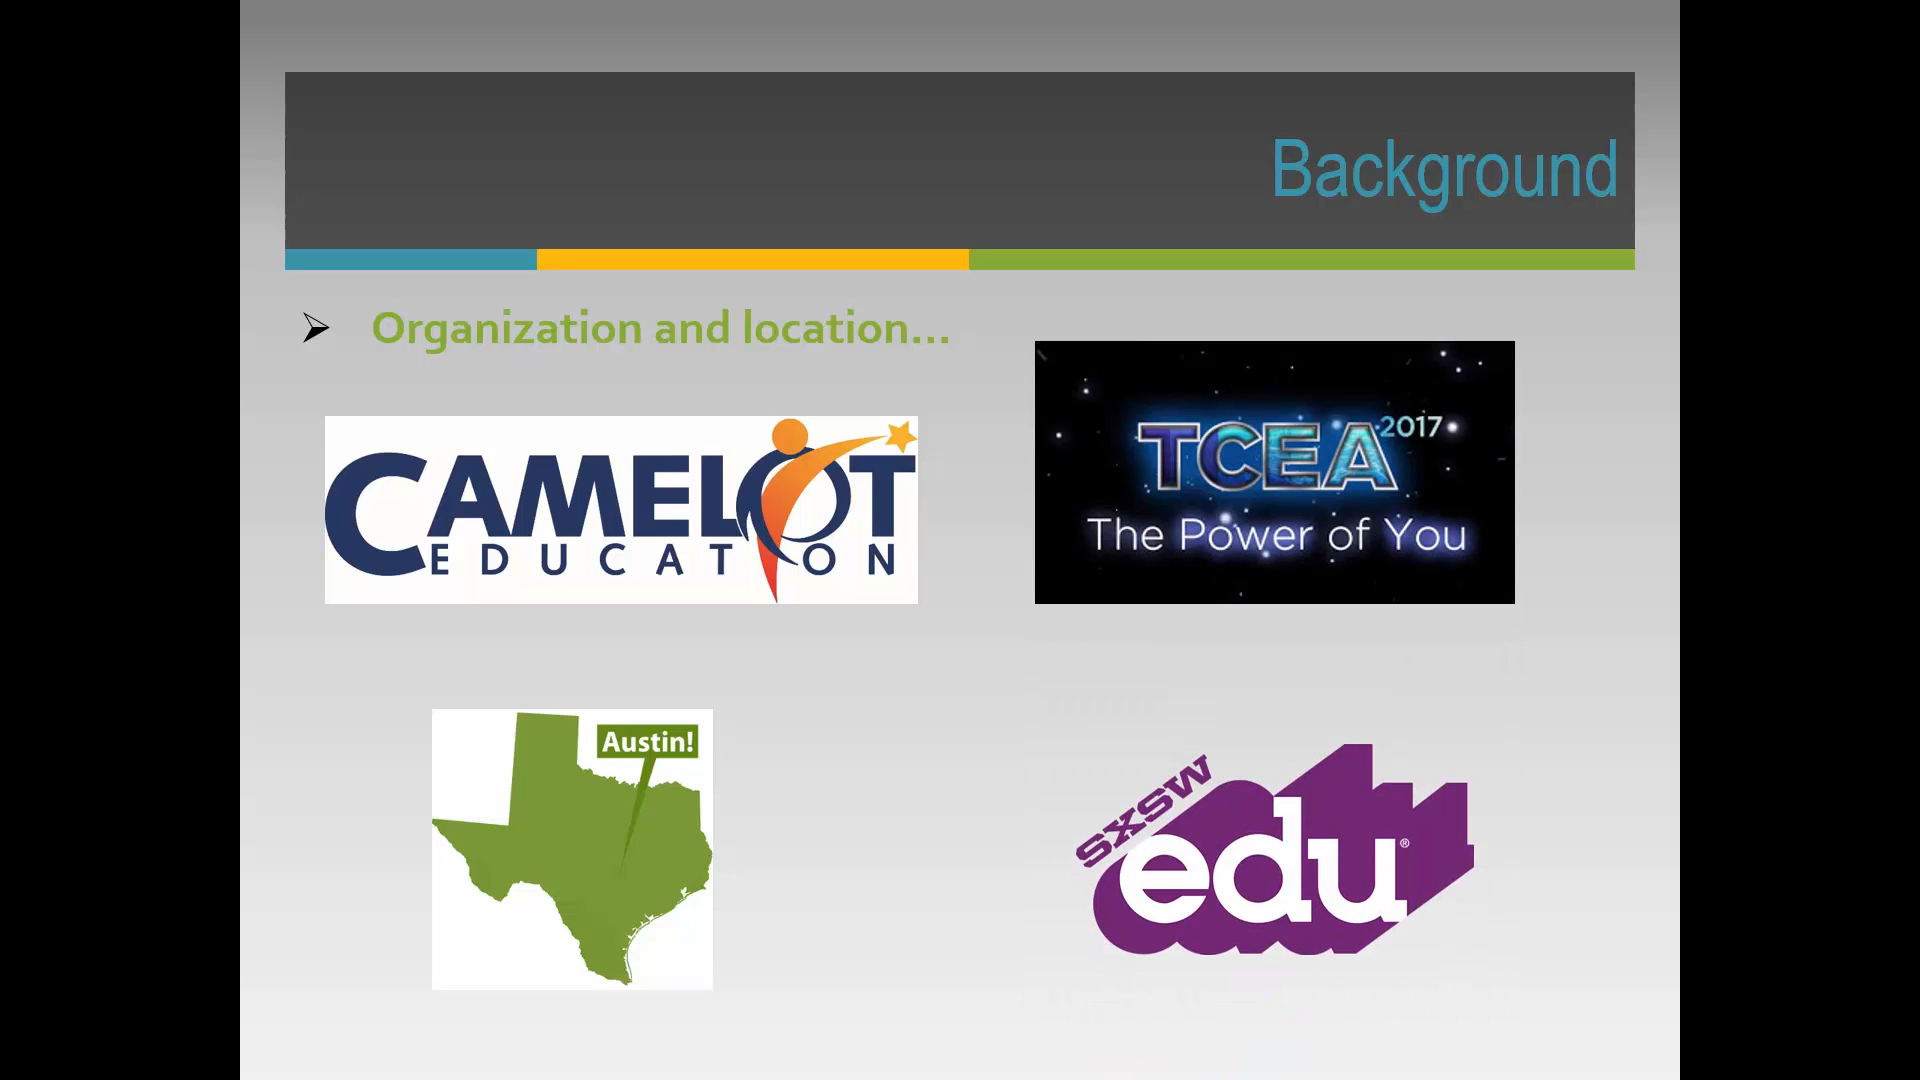 Background
Organization and location...
CAMELOT
EDUCATION
TCEA 2017
The Power of You
Austin!
SXSW
edu®